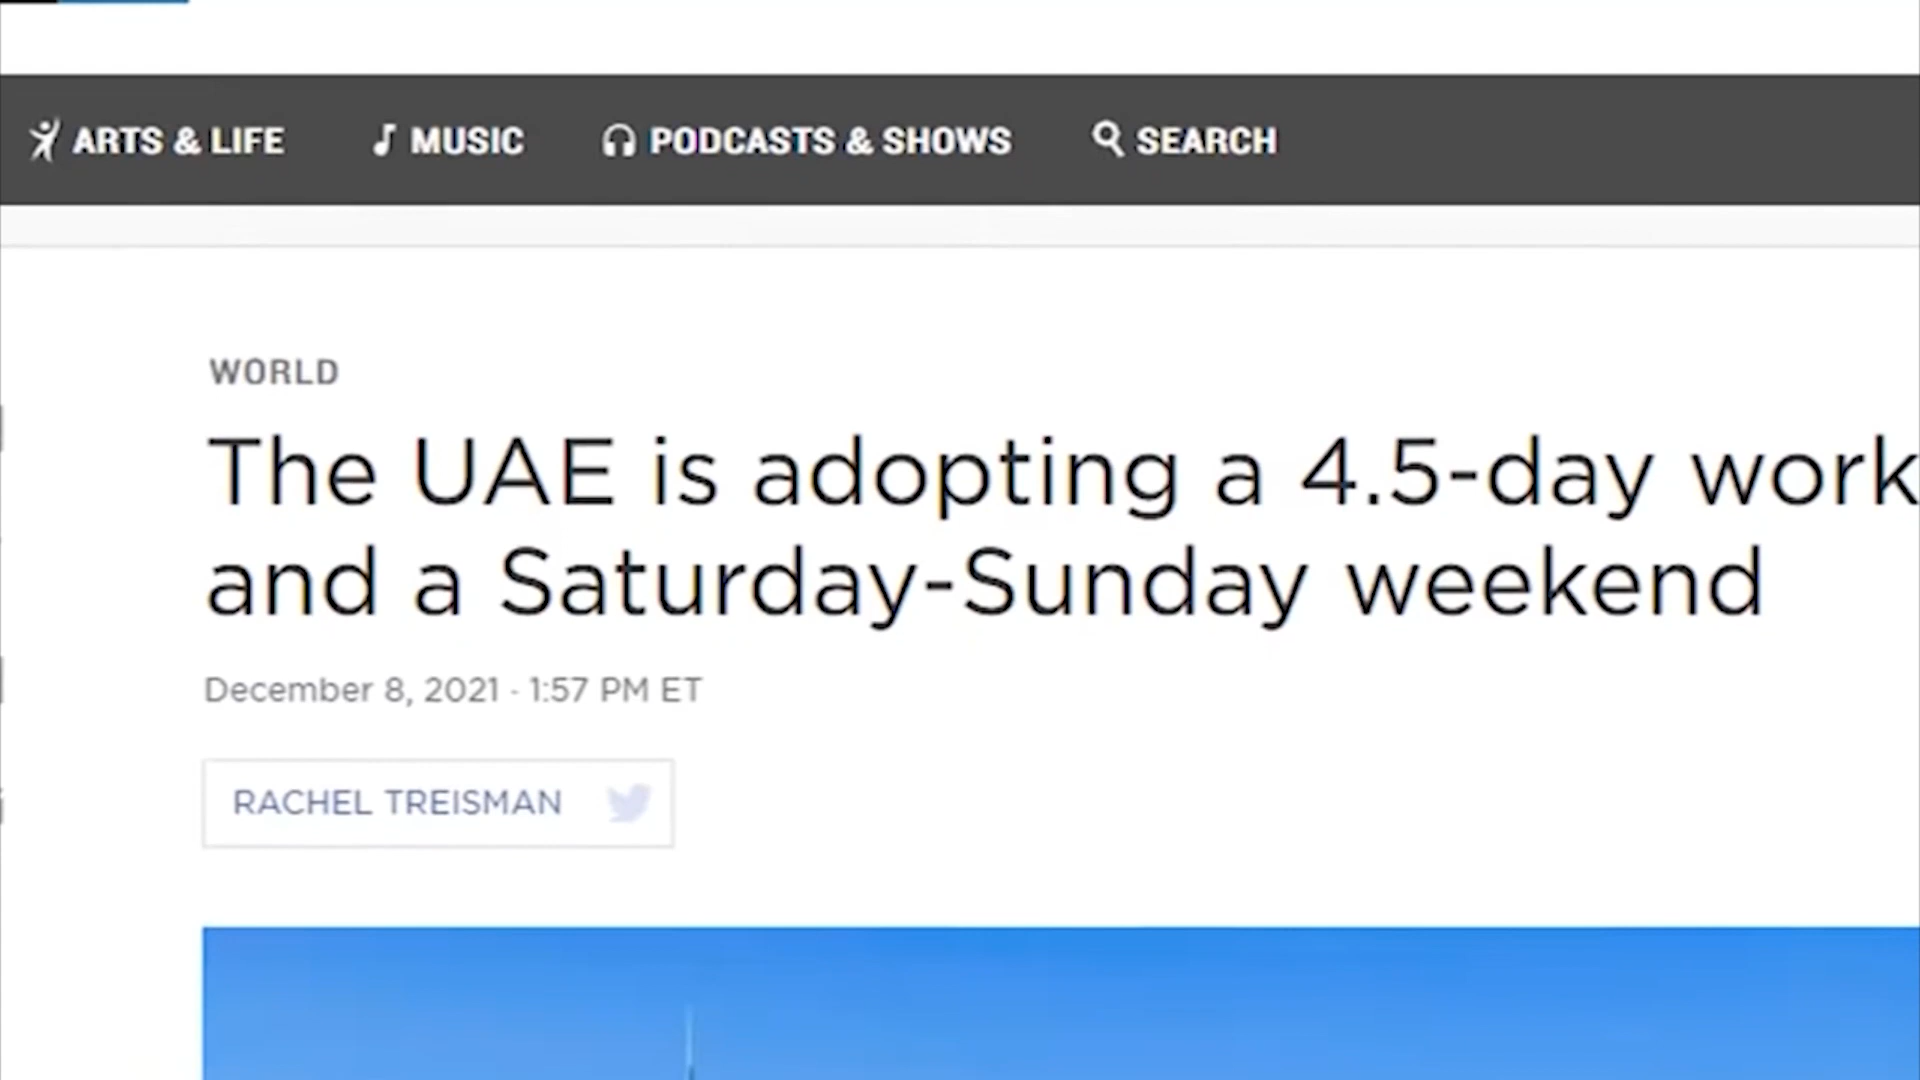 ARTS & LIFE MUSIC PODCASTS & SHOWS SEARCH
WORLD
The UAE is adopting a 4.5-day work
and a Saturday-Sunday weekend
December 8, 2021 · 1:57 PM ET
RACHEL TREISMAN